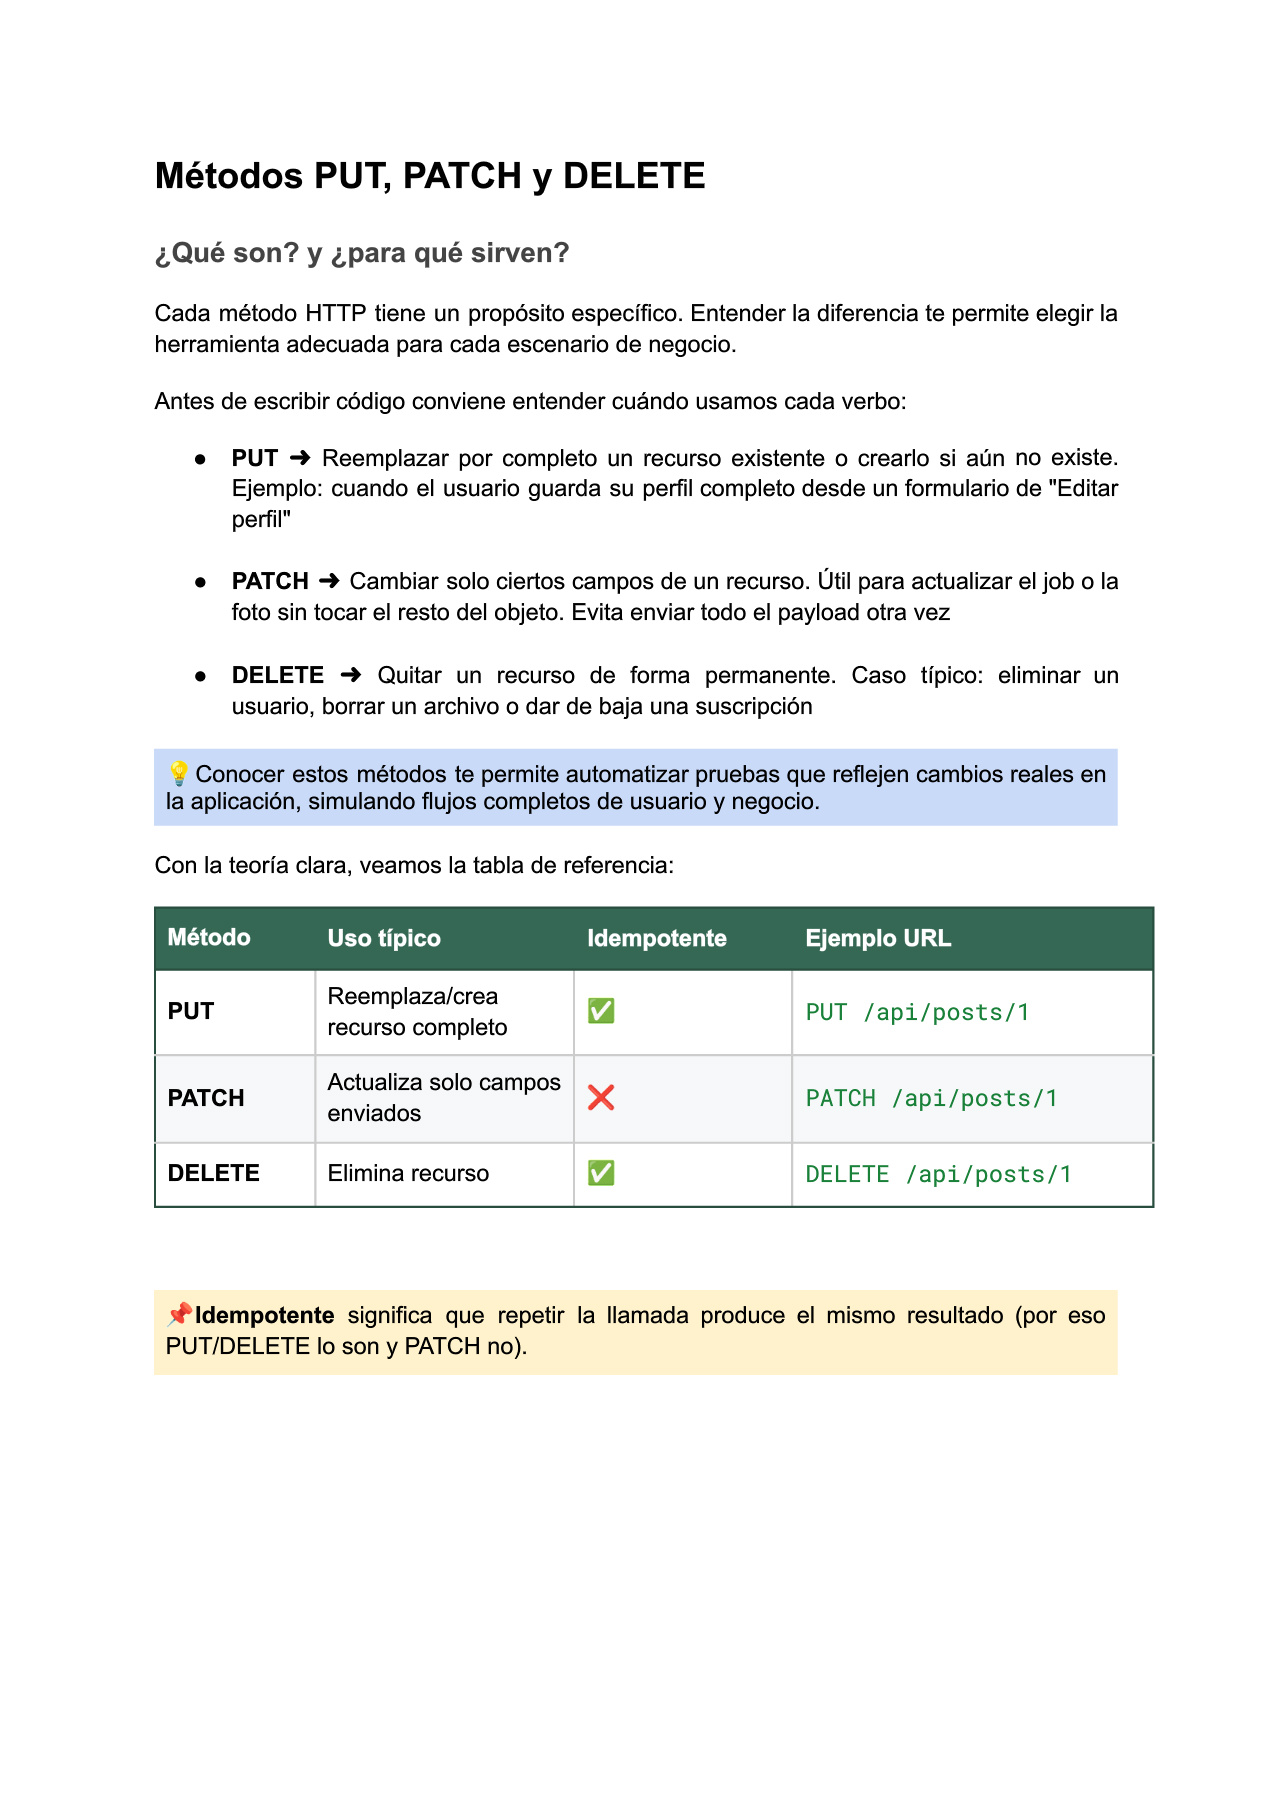 Métodos PUT, PATCH y DELETE
¿Qué son? y ¿para qué sirven?
Cada método HTTP tiene un propósito específico. Entender la diferencia te permite elegir la
herramienta adecuada para cada escenario de negocio.
Antes de escribir código conviene entender cuándo usamos cada verbo:
● PUT ➜ Reemplazar por completo un recurso existente o crearlo si aún no existe.
Ejemplo: cuando el usuario guarda su perfil completo desde un formulario de "Editar
perfil"
● PATCH ➜ Cambiar solo ciertos campos de un recurso. Útil para actualizar el job o la
foto sin tocar el resto del objeto. Evita enviar todo el payload otra vez
● DELETE ➜ Quitar un recurso de forma permanente. Caso típico: eliminar un
usuario, borrar un archivo o dar de baja una suscripción
💡Conocer estos métodos te permite automatizar pruebas que reflejen cambios reales en
la aplicación, simulando flujos completos de usuario y negocio.
Con la teoría clara, veamos la tabla de referencia:
Método Uso típico Idempotente Ejemplo URL
PUT Reemplaza/crea
recurso completo ✅ PUT /api/posts/1
PATCH Actualiza solo campos
enviados ❌ PATCH /api/posts/1
DELETE Elimina recurso ✅ DELETE /api/posts/1
📌Idempotente significa que repetir la llamada produce el mismo resultado (por eso
PUT/DELETE lo son y PATCH no).